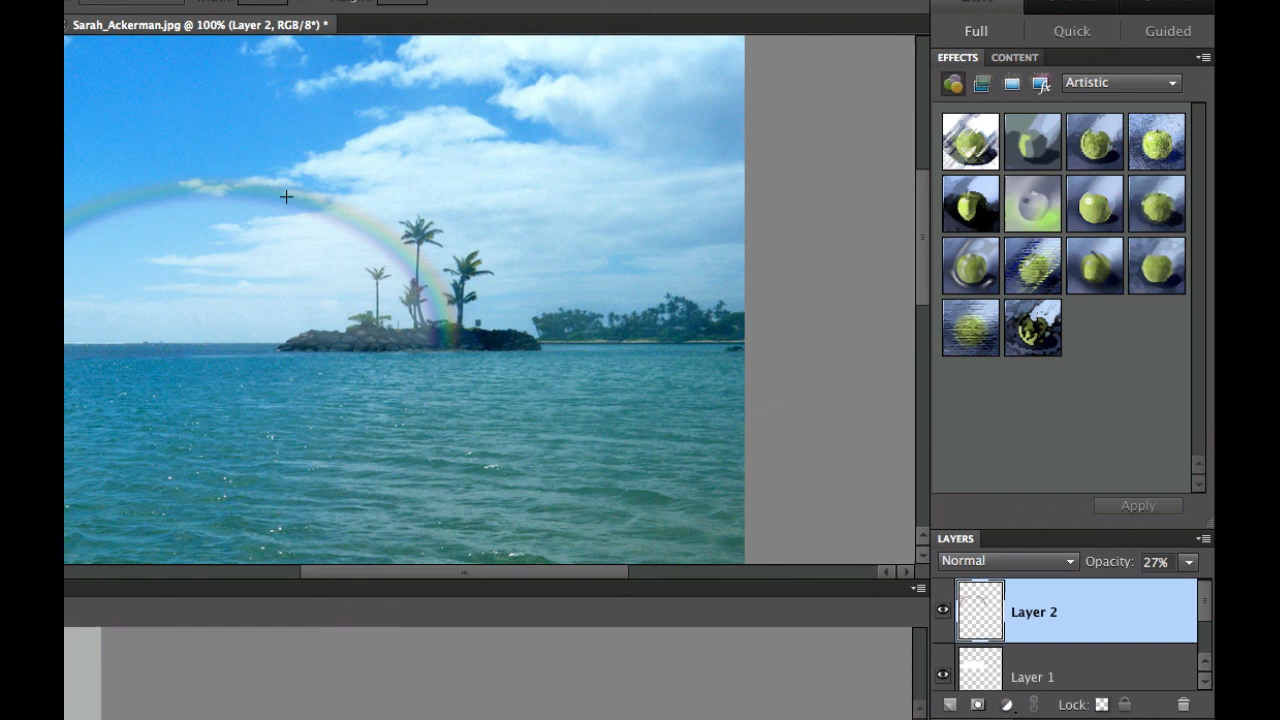 Sarah_Ackerman.jpg @ 100% (Layer 2, RGB/8*) *
Full
Quick
Guided
EFFECTS
CONTENT
Artistic
Apply
LAYERS
Normal
Opacity: 27%
Layer 2
Layer 1
Lock: